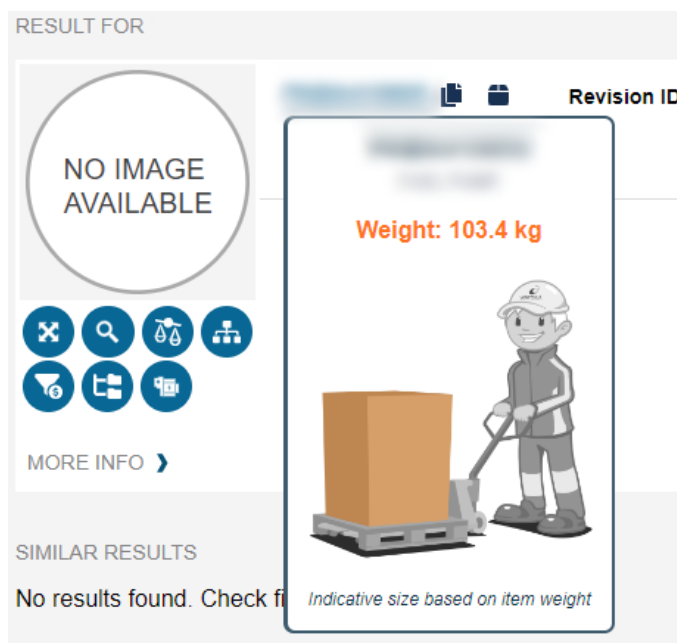 RESULT FOR
NO IMAGE
AVAILABLE
Revision ID
Weight: 103.4 kg
MORE INFO
Indicative size based on item weight
SIMILAR RESULTS
No results found. Check fi